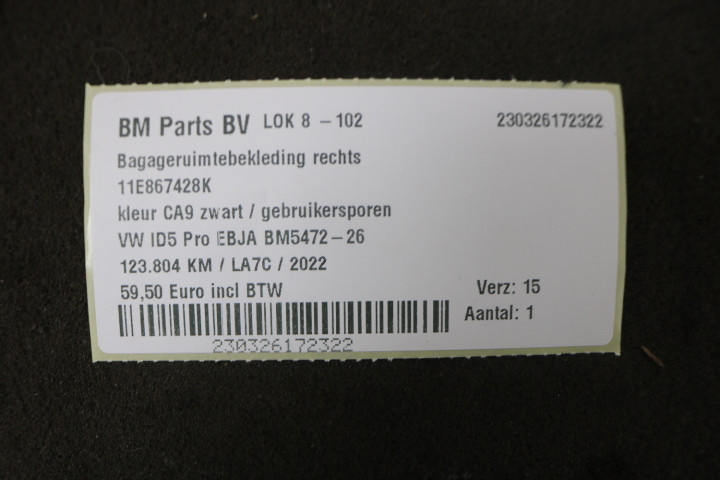 BM Parts BV LOK 8 - 102 230326172322
Bagageruimtebekleding rechts
11E867428K
kleur CA9 zwart / gebruikersporen
VW ID5 Pro EBJA BM5472-26
123.804 KM / LA7C / 2022
59,50 Euro incl BTW Verz: 15
Aantal: 1
230326172322